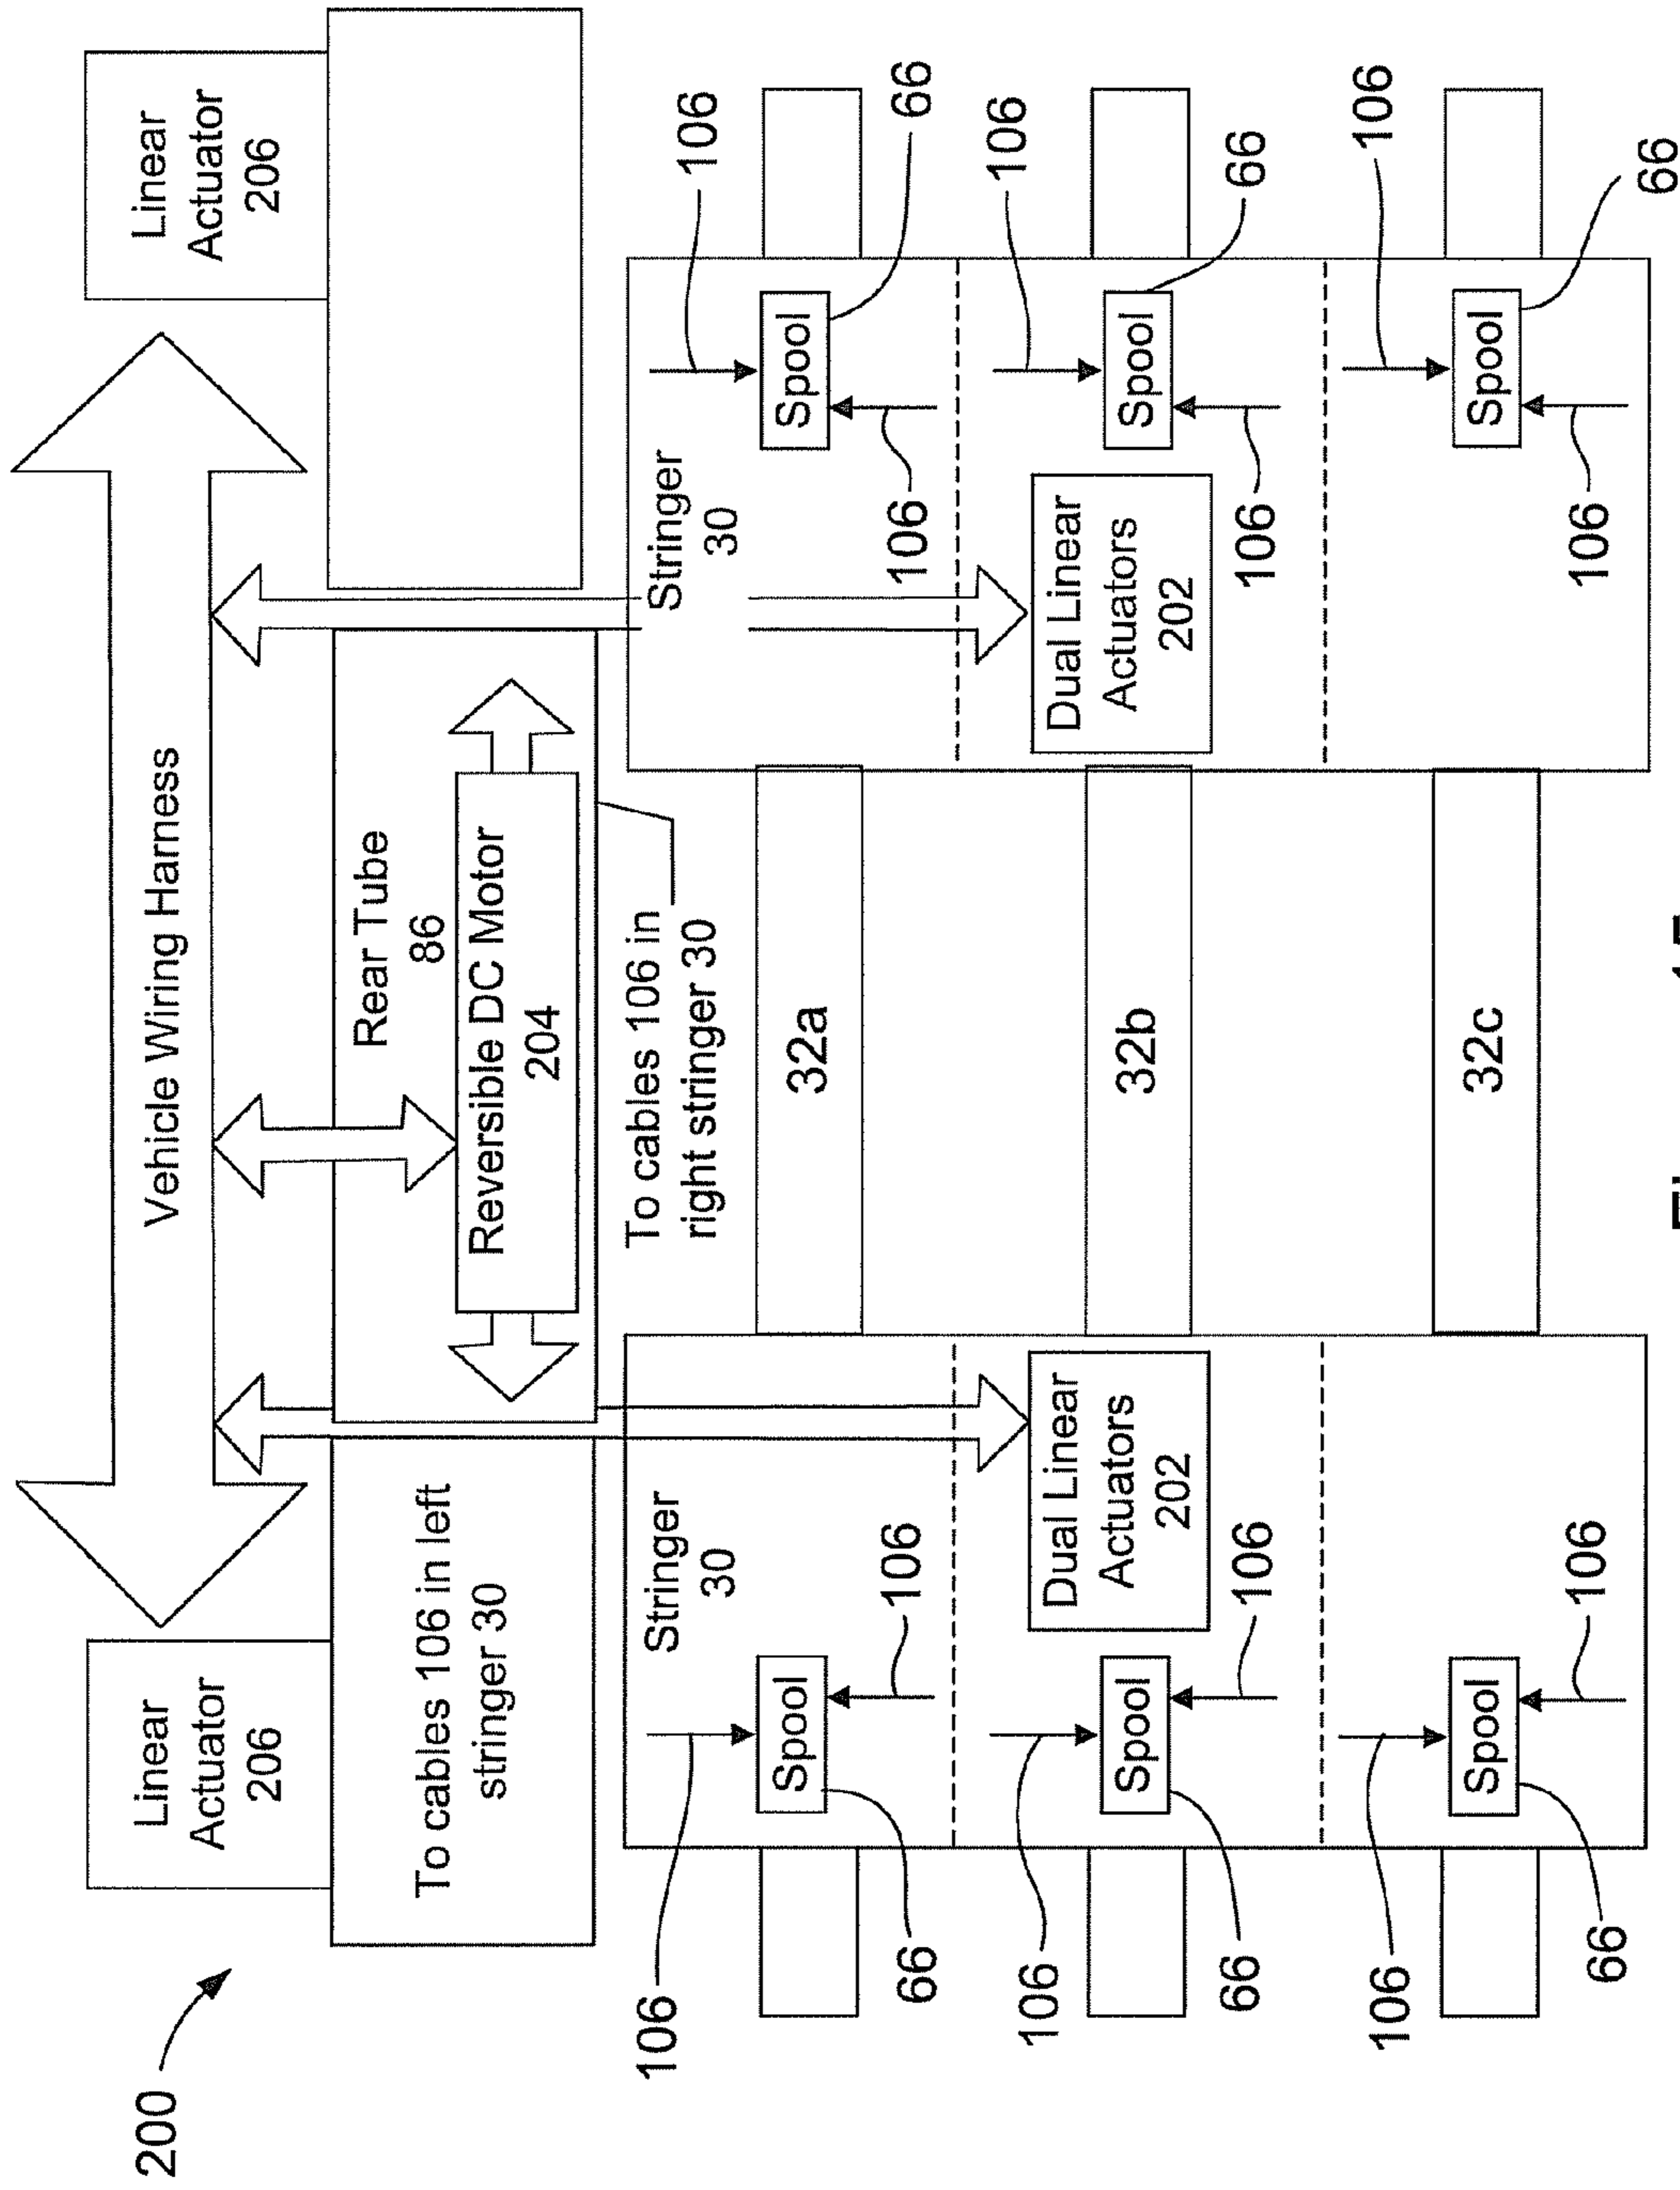 200
Linear
Actuator
206
Vehicle Wiring Harness
Linear
Actuator
206
To cables 106 in left
stringer 30
Rear Tube
86
Reversible DC Motor
204
To cables 106 in
right stringer 30
Stringer
30
Stringer
30
106
Spool
66
106
32a
106
Spool
66
106
106
Spool
66
106
Dual Linear
Actuators
202
32b
Dual Linear
Actuators
202
106
Spool
66
106
106
Spool
66
106
32c
106
Spool
66
106